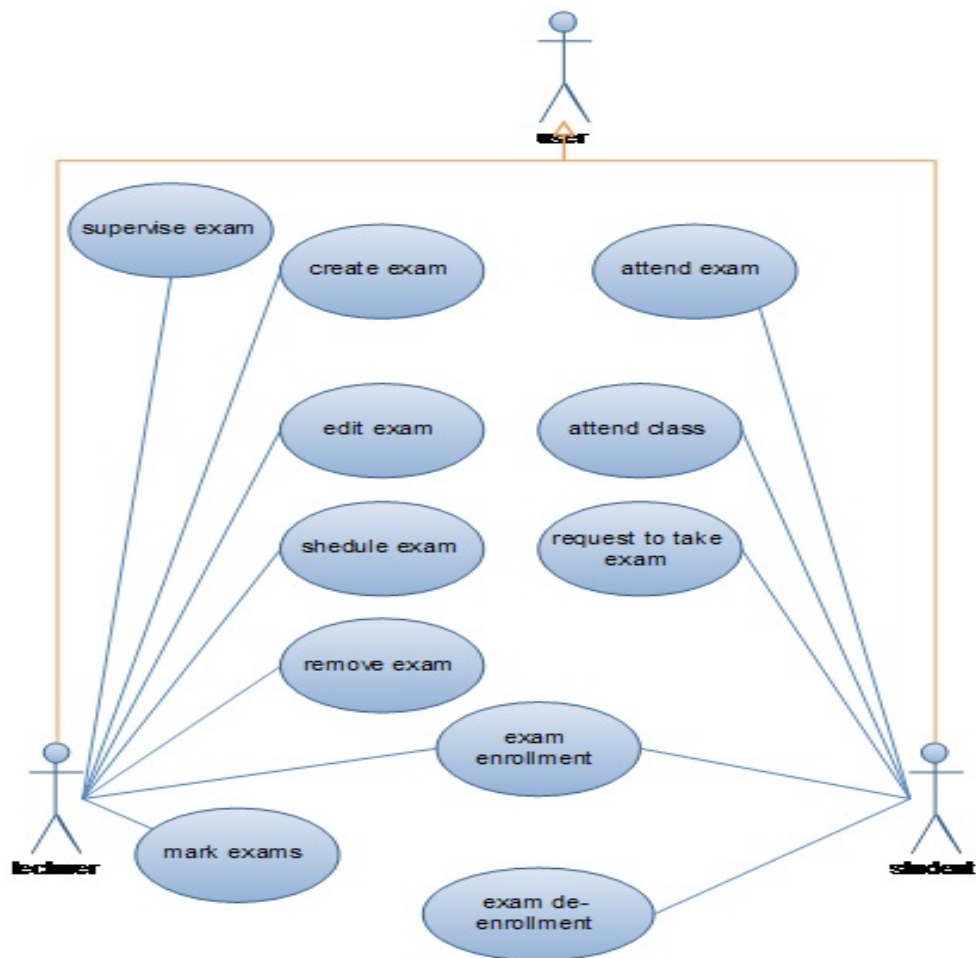 user
supervise exam
create exam
attend exam
edit exam
attend class
shedule exam
request to take
exam
remove exam
exam
enrollment
lecturer
mark exams
student
exam de-
enrollment